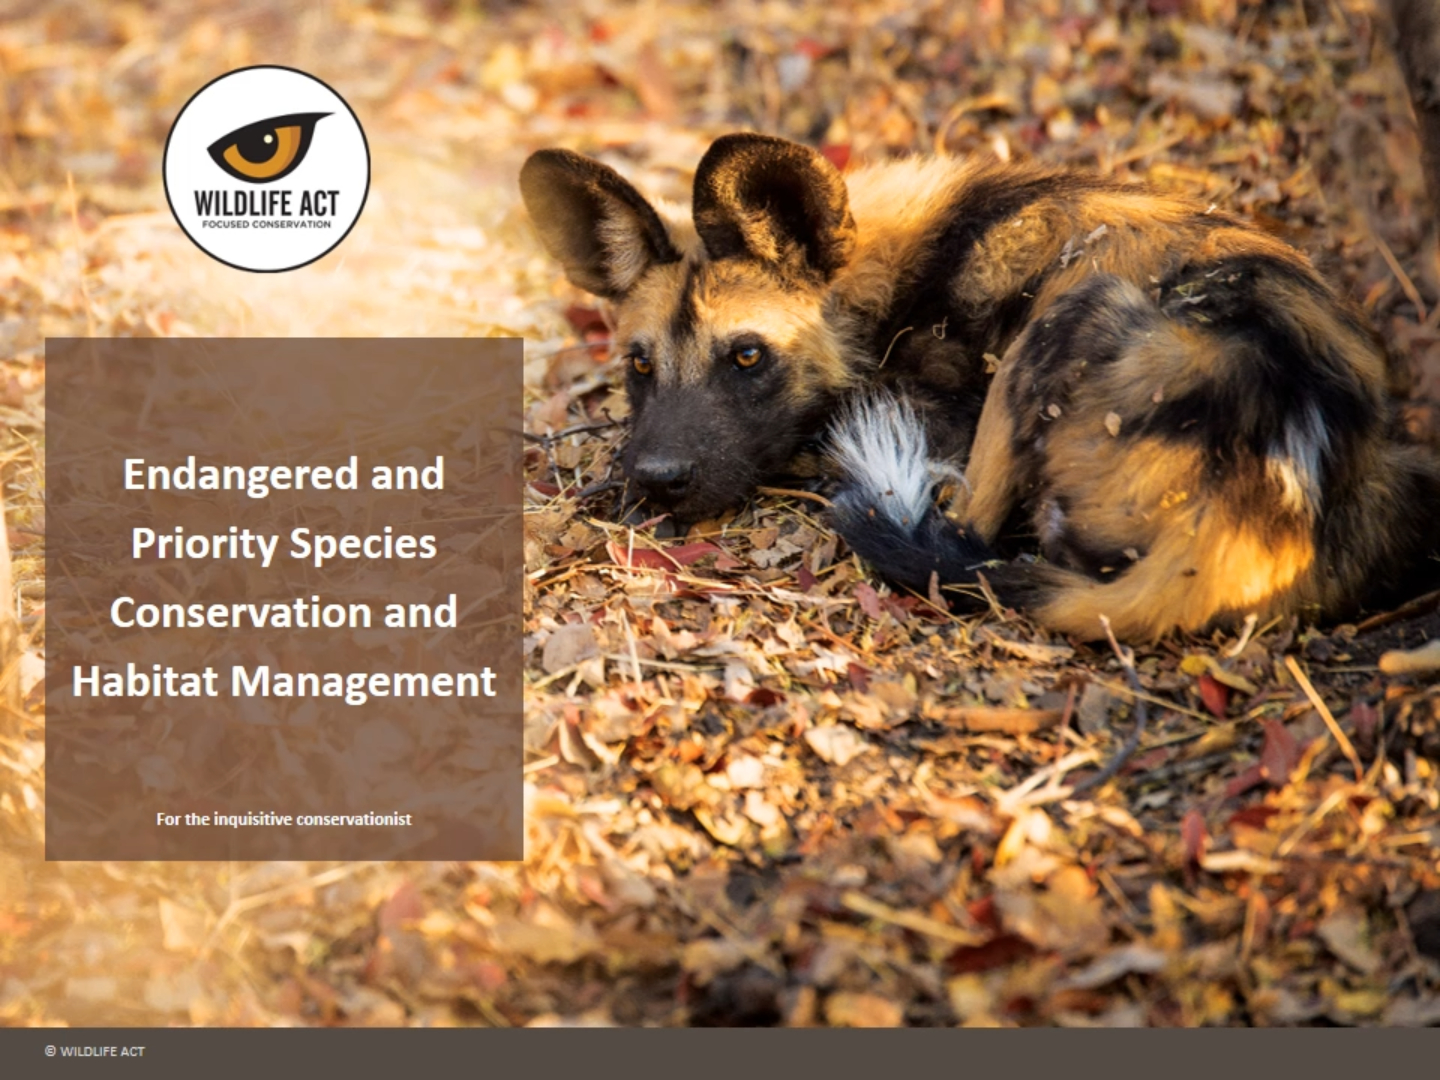 WILDLIFE ACT
FOCUSED CONSERVATION
Endangered and
Priority Species
Conservation and
Habitat Management
For the inquisitive conservationist
© WILDLIFE ACT